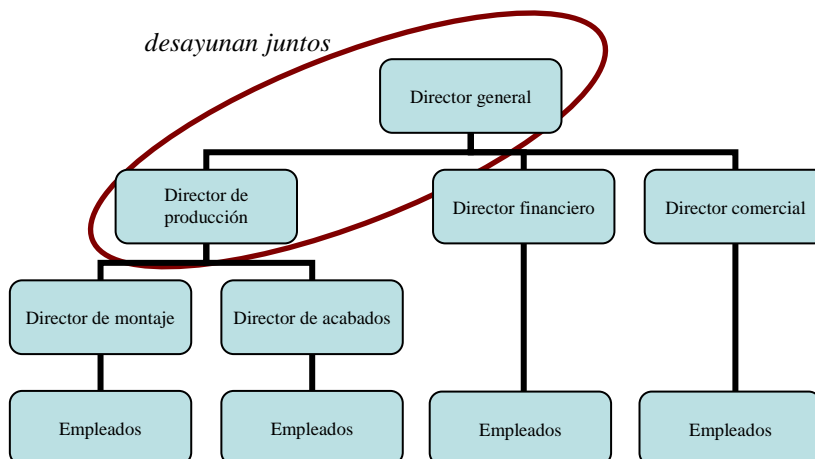 desayunan juntos
Director general
Director de
producción
Director financiero
Director comercial
Director de montaje
Director de acabados
Empleados
Empleados
Empleados
Empleados